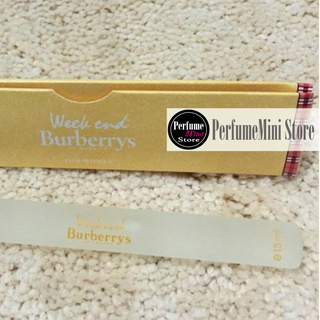 Week end
Burberrys
FOR WOMEN
Perfume
Store
PerfumeMini Store
Week end
Burberrys
e 15ml